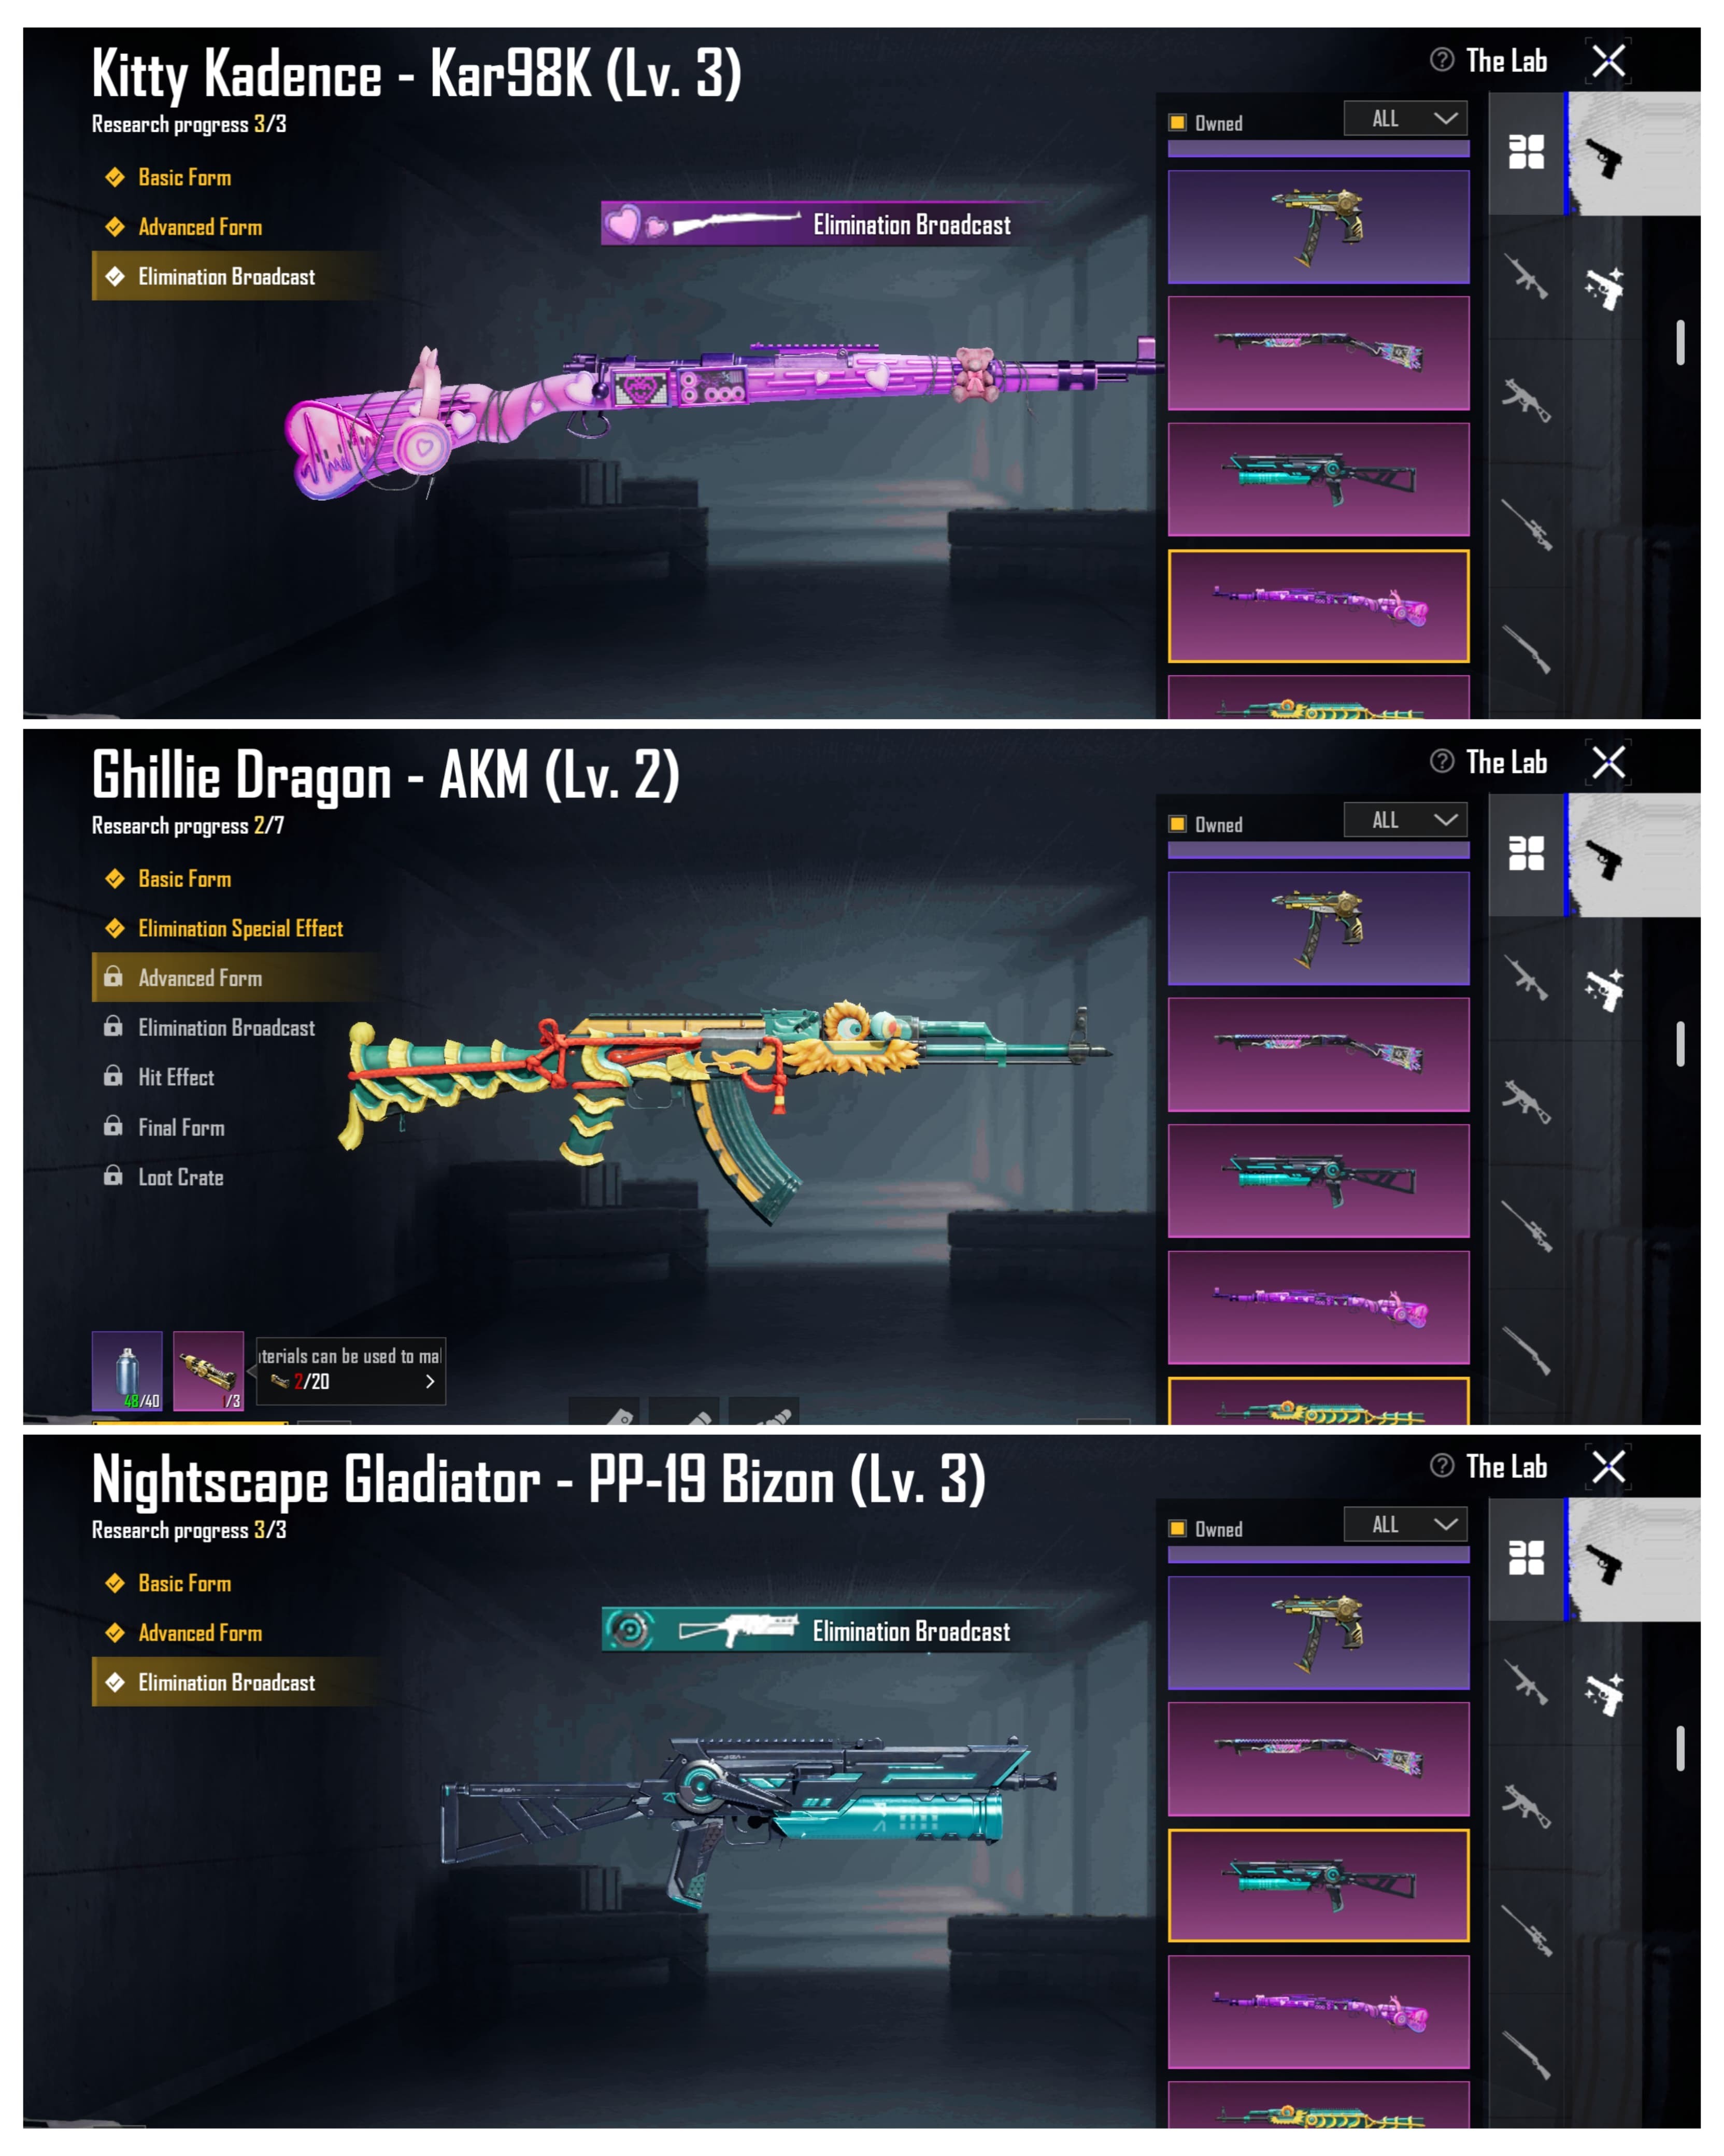 Kitty Kadence - Kar98K (Lv. 3)
The Lab
Research progress 3/3
Owned
ALL
Basic Form
Advanced Form
Elimination Broadcast
Elimination Broadcast
Ghillie Dragon - AKM (Lv. 2)
The Lab
Research progress 2/7
Owned
ALL
Basic Form
Elimination Special Effect
Advanced Form
Elimination Broadcast
Hit Effect
Final Form
Loot Crate
terials can be used to ma
48/40
1/3
2/20
Nightscape Gladiator - PP-19 Bizon (Lv. 3)
The Lab
Research progress 3/3
Owned
ALL
Basic Form
Advanced Form
Elimination Broadcast
Elimination Broadcast